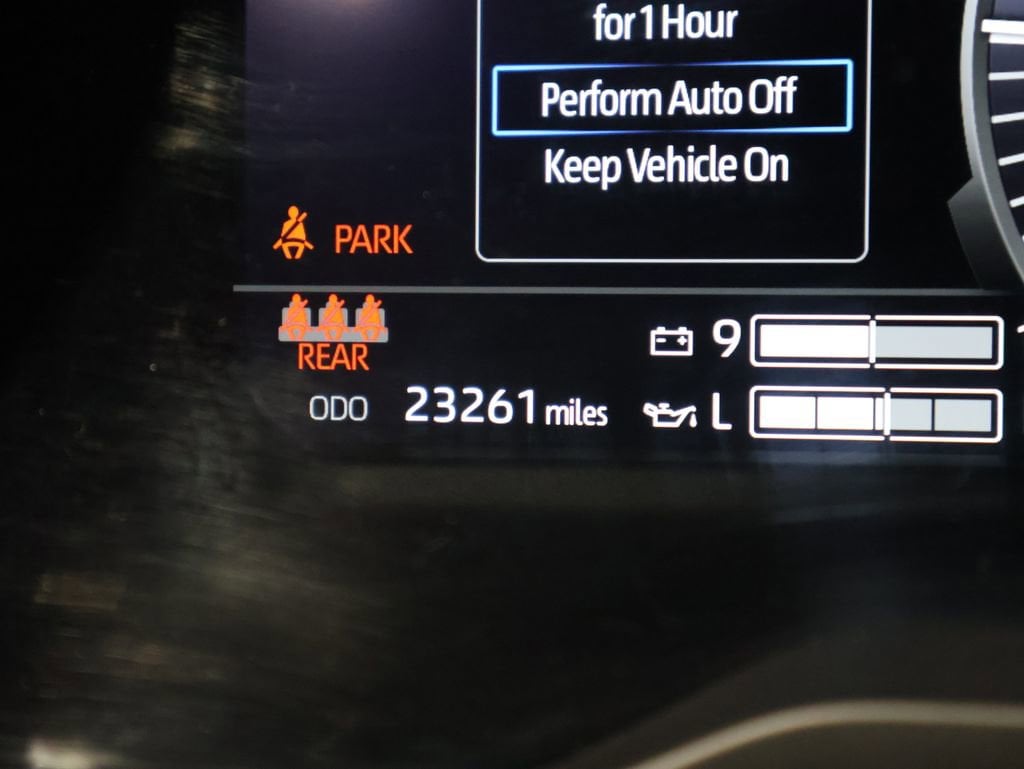 for 1 Hour
Perform Auto Off
Keep Vehicle On
PARK
REAR
9
ODO 23261 miles
L